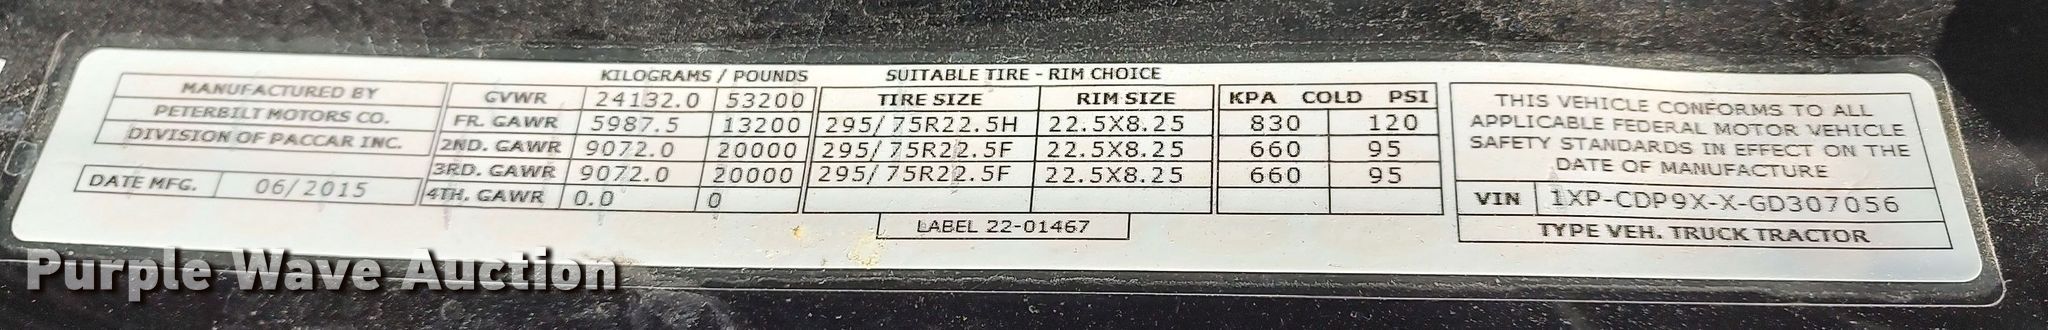 MANUFACTURED BY
PETERBILT MOTORS CO.
DIVISION OF PACCAR INC.
DATE MFG. 06/2015
KILOGRAMS / POUNDS
GVWR 24132.0 53200
FR. GAWR 5987.5 13200
2ND. GAWR 9072.0 20000
3RD. GAWR 9072.0 20000
4TH. GAWR 0.0 0
SUITABLE TIRE - RIM CHOICE
TIRE SIZE RIM SIZE KPA COLD PSI
295/75R22.5H 22.5X8.25 830 120
295/75R22.5F 22.5X8.25 660 95
295/75R22.5F 22.5X8.25 660 95
LABEL 22-01467
THIS VEHICLE CONFORMS TO ALL
APPLICABLE FEDERAL MOTOR VEHICLE
SAFETY STANDARDS IN EFFECT ON THE
DATE OF MANUFACTURE
VIN 1XP-CDP9X-X-GD307056
TYPE VEH. TRUCK TRACTOR
Purple Wave Auction